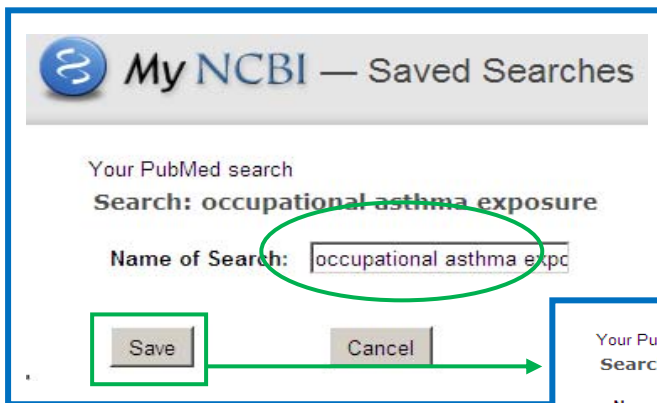 My NCBI — Saved Searches
Your PubMed search
Search: occupational asthma exposure
Name of Search: occupational asthma expo
Save Cancel
Your Pu
Searc